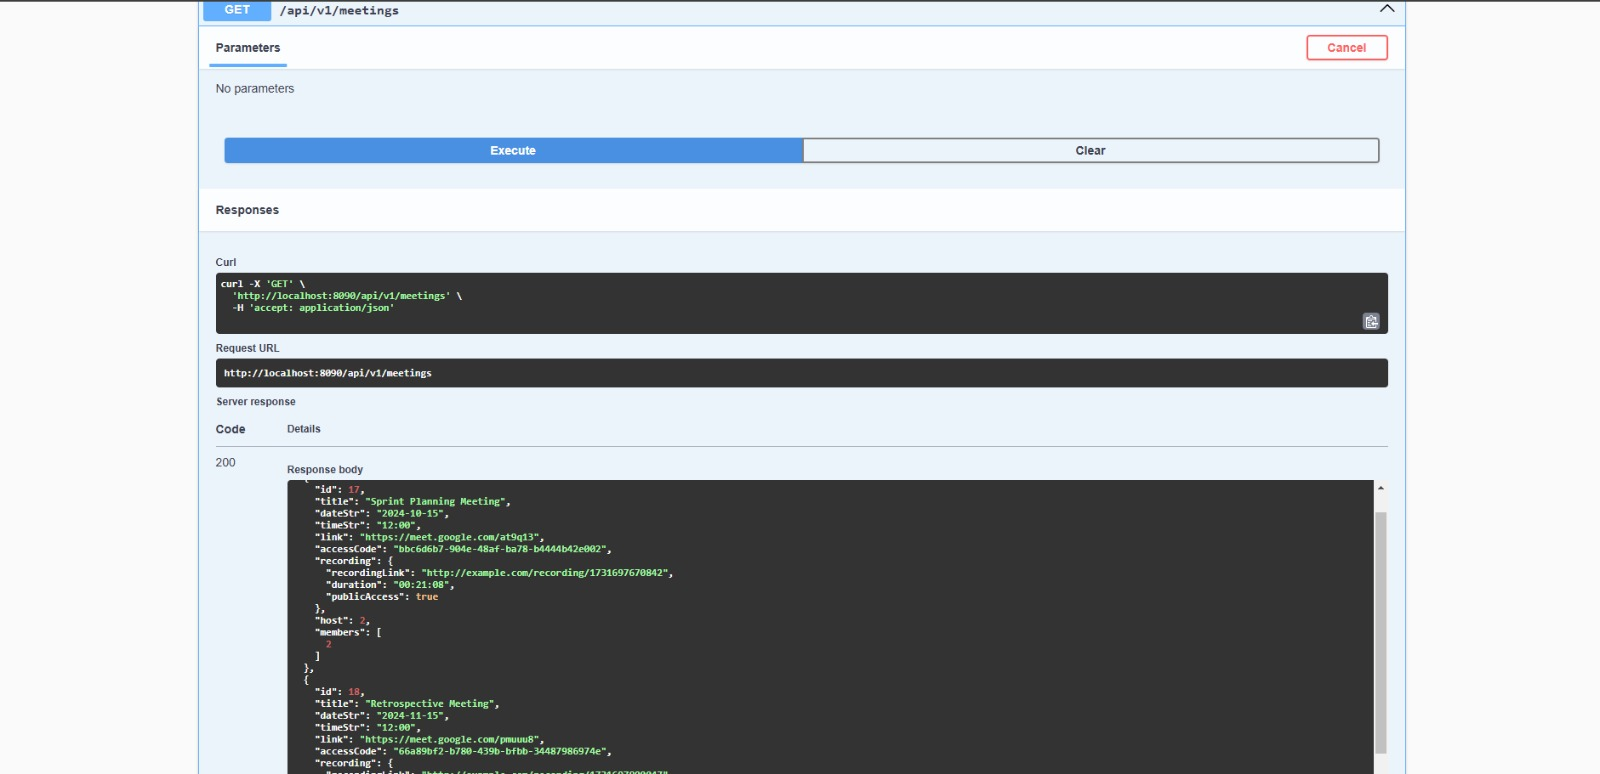 GET /api/v1/meetings
Parameters
Cancel
No parameters
Execute
Clear
Responses
Curl
curl -X 'GET' \
'http://localhost:8090/api/v1/meetings' \
-H 'accept: application/json'
Request URL
http://localhost:8090/api/v1/meetings
Server response
Code Details
200
Response body
{
"id": 17,
"title": "Sprint Planning Meeting",
"dateStr": "2024-10-15",
"timeStr": "12:00",
"link": "https://meet.google.com/at9q13",
"accessCode": "bbc6d6b7-904e-48af-ba78-b4444b42e002",
"recording": {
"recordingLink": "http://example.com/recording/1731697670842",
"duration": "00:21:08",
"publicAccess": true
},
"host": 2,
"members": [
2
]
},
{
"id": 18,
"title": "Retrospective Meeting",
"dateStr": "2024-11-15",
"timeStr": "12:00",
"link": "https://meet.google.com/pmuuu8",
"accessCode": "66a89bf2-b780-439b-bfbb-34487986974e",
"recording": {